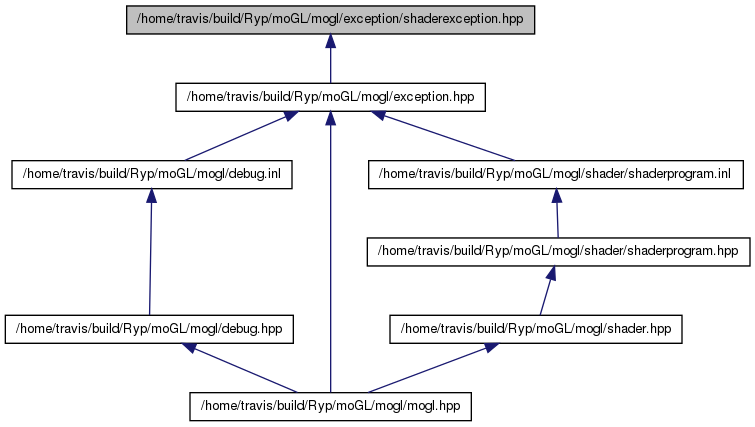 /home/travis/build/Ryp/moGL/mogl/exception/shaderexception.hpp
/home/travis/build/Ryp/moGL/mogl/exception.hpp
/home/travis/build/Ryp/moGL/mogl/debug.inl
/home/travis/build/Ryp/moGL/mogl/shader/shaderprogram.inl
/home/travis/build/Ryp/moGL/mogl/shader/shaderprogram.hpp
/home/travis/build/Ryp/moGL/mogl/debug.hpp
/home/travis/build/Ryp/moGL/mogl/shader.hpp
/home/travis/build/Ryp/moGL/mogl/mogl.hpp